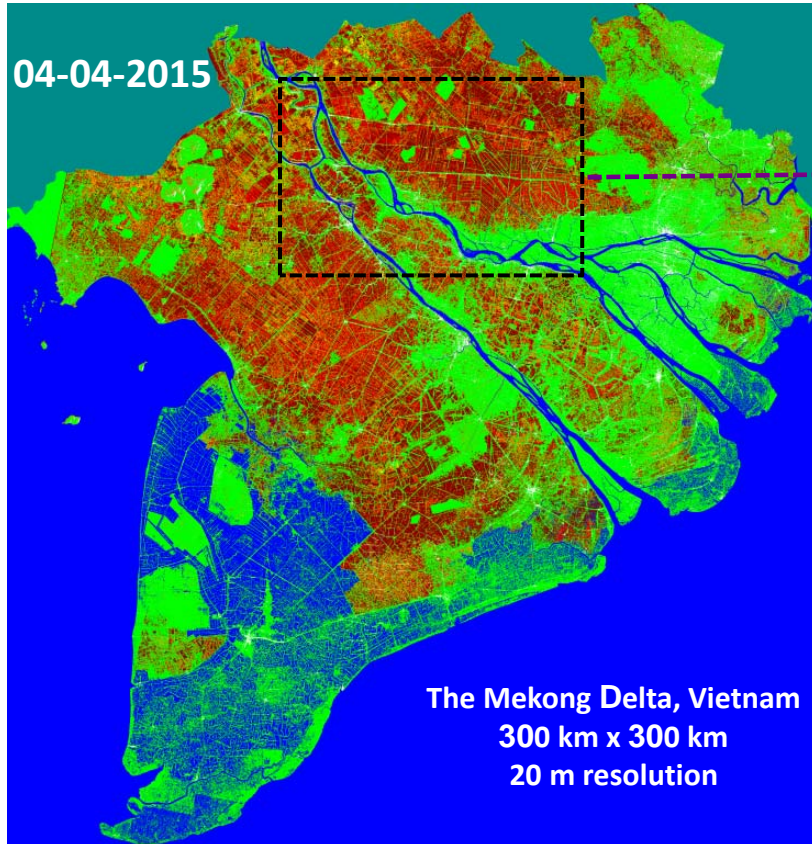 04-04-2015
The Mekong Delta, Vietnam
300 km x 300 km
20 m resolution